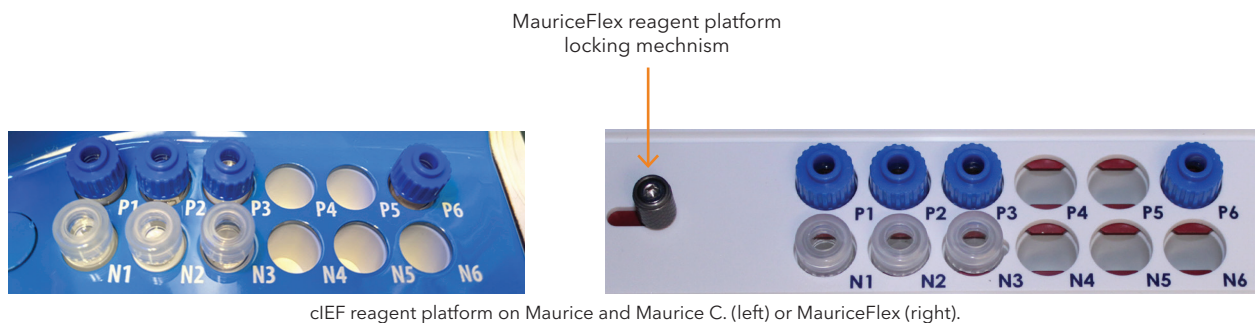 MauriceFlex reagent platform
locking mechnism
P1 P2 P3 P4 P5 P6
N1 N2 N3 N4 N5 N6
P1 P2 P3 P4 P5 P6
N1 N2 N3 N4 N5 N6
cIEF reagent platform on Maurice and Maurice C. (left) or MauriceFlex (right).